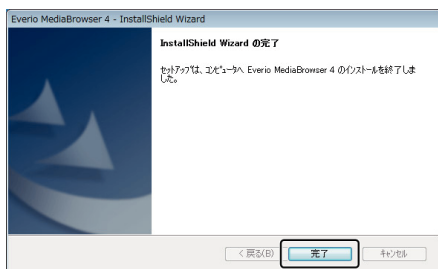 Everio MediaBrowser 4 - InstallShield Wizard
InstallShield Wizard の完了
セットアップは、コンピュータへ Everio MediaBrowser 4 のインストールを終了しま
した。
< 戻る(B)
完了
キャンセル